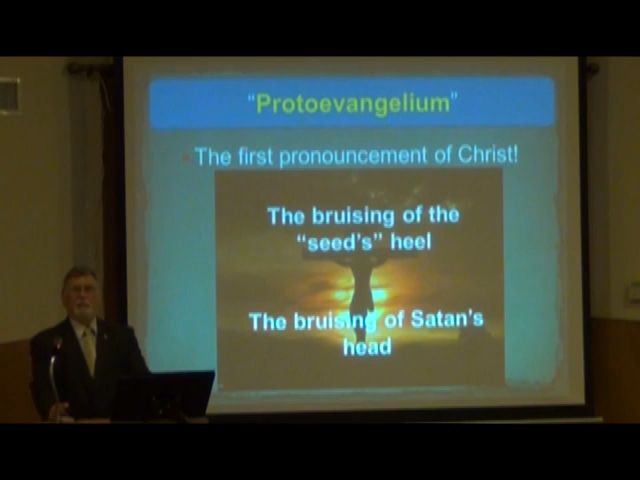 "Protoevangelium"
The first pronouncement of Christ!
The bruising of the
"seed's" heel
The bruising of Satan's
head